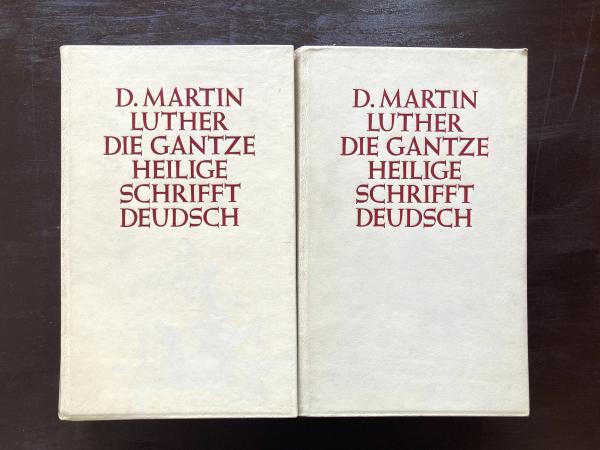 D. MARTIN
LUTHER
DIE GANTZE
HEILIGE
SCHRIFFT
DEUDSCH
D. MARTIN
LUTHER
DIE GANTZE
HEILIGE
SCHRIFFT
DEUDSCH